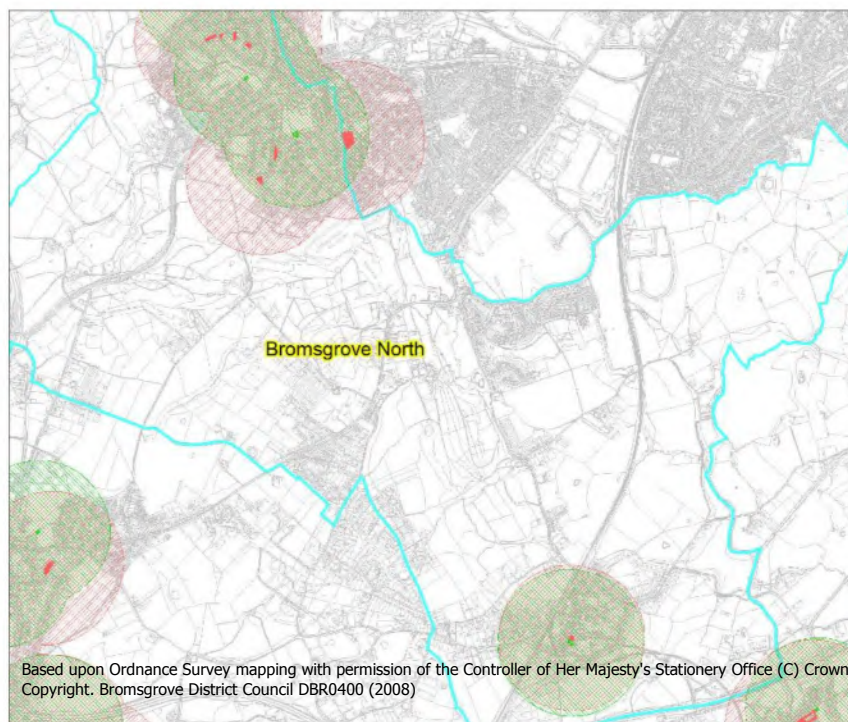 Bromsgrove North
Based upon Ordnance Survey mapping with permission of the Controller of Her Majesty's Stationery Office (C) Crown
Copyright. Bromsgrove District Council DBR0400 (2008)